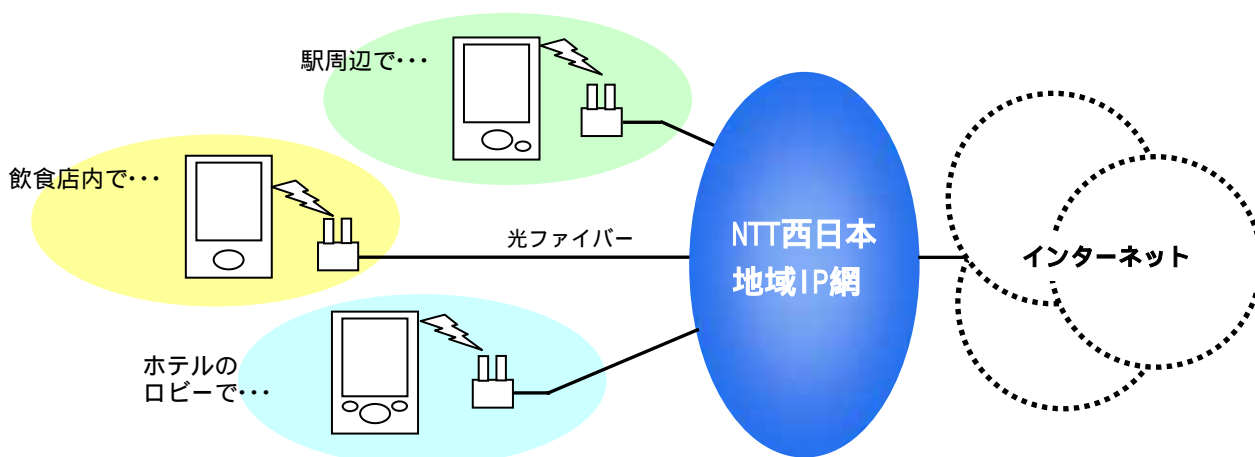 駅周辺で･･･
飲食店内で･･･
光ファイバー
NTT西日本
地域IP網
インターネット
ホテルの
ロビーで･･･